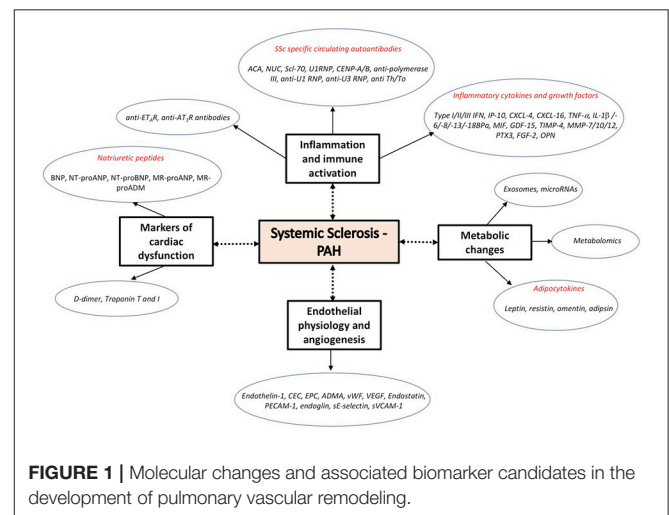 SSc specific circulating autoantibodies
ACA, NUC, Scl-70, U1RNP, CENP-A/B, anti-polymerase
III, anti-U1 RNP, anti-U3 RNP, anti Th/To
Inflammatory cytokines and growth factors
Type I/II/III IFN, IP-10, CXCL-4, CXCL-16, TNF-α, IL-1β /-
6/-8/-13/-18BPa, MIF, GDF-15, TIMP-4, MMP-7/10/12,
PTX3, FGF-2, OPN
anti-ETAR, anti-AT1R antibodies
Inflammation
and immune
activation
Natriuretic peptides
BNP, NT-proANP, NT-proBNP, MR-proANP, MR-
proADM
Exosomes, microRNAs
Markers of
cardiac
dysfunction
Systemic Sclerosis -
PAH
Metabolic
changes
Metabolomics
D-dimer, Troponin T and I
Adipocytokines
Leptin, resistin, omentin, adipsin
Endothelial
physiology and
angiogenesis
Endothelin-1, CEC, EPC, ADMA, vWF, VEGF, Endostatin,
PECAM-1, endoglin, sE-selectin, sVCAM-1
FIGURE 1 | Molecular changes and associated biomarker candidates in the
development of pulmonary vascular remodeling.